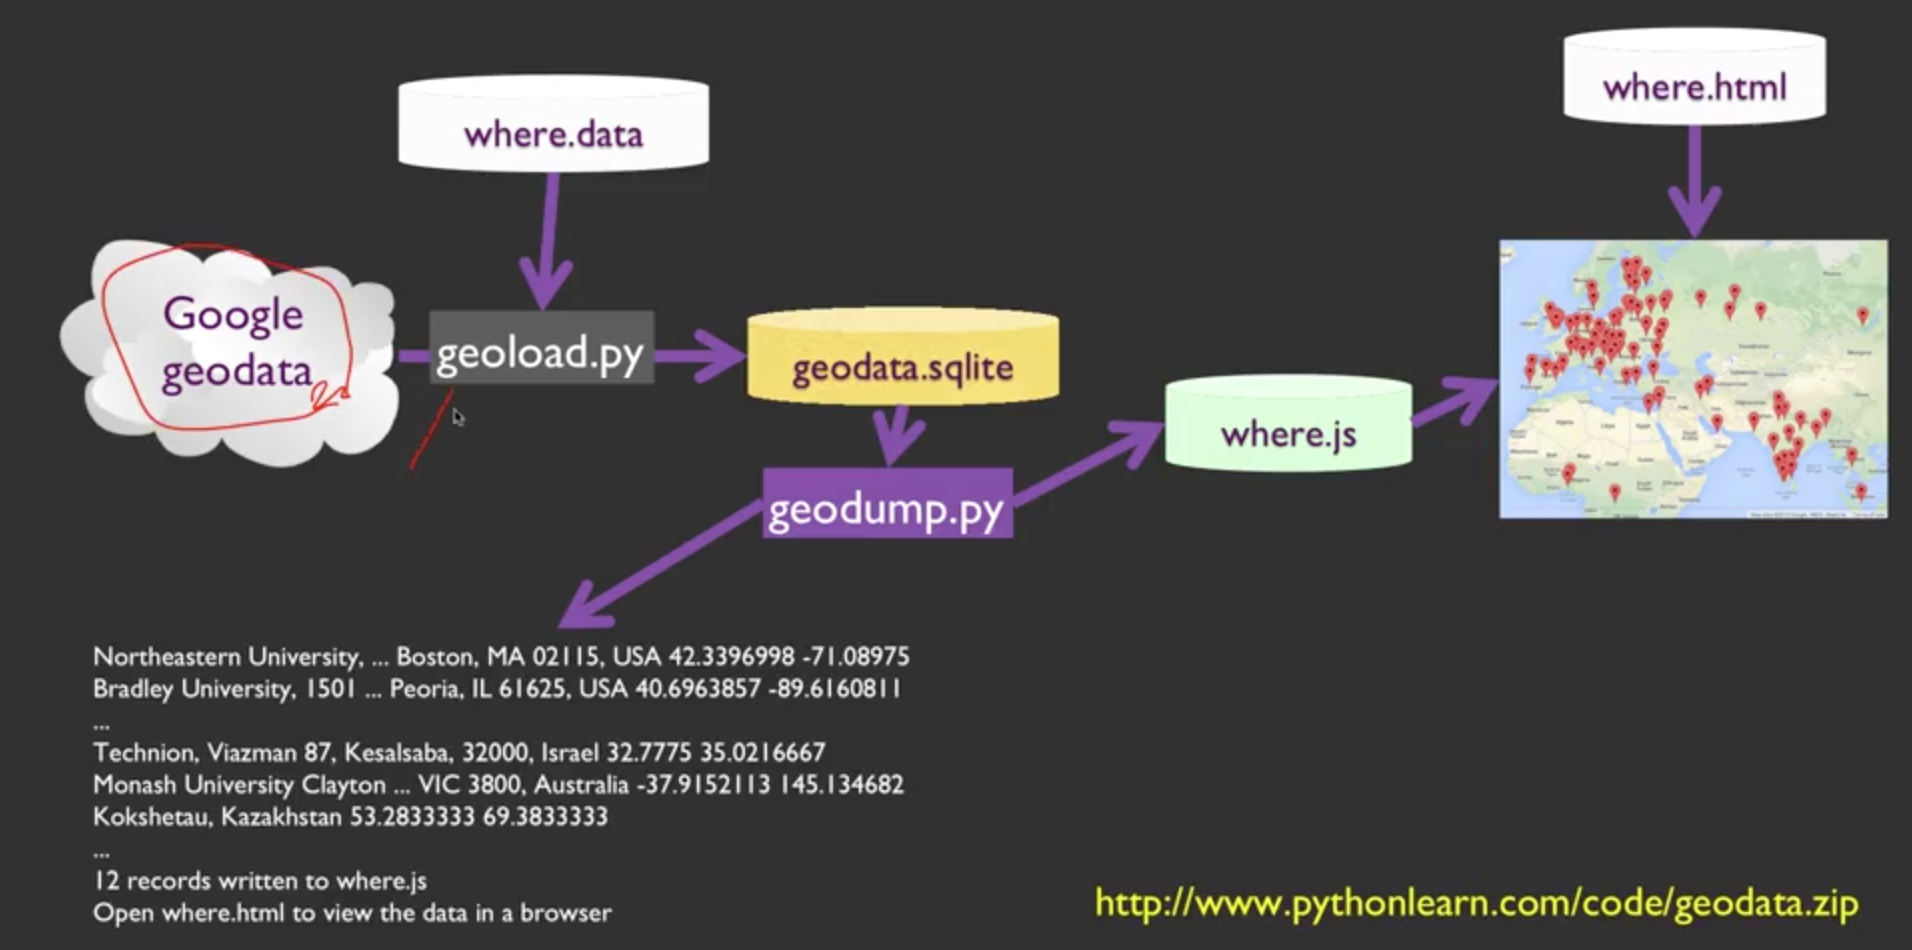 where.data
where.html
Google
geodata
geoload.py
geodata.sqlite
where.js
geodump.py
Northeastern University, ... Boston, MA 02115, USA 42.3396998 -71.08975
Bradley University, 1501 ... Peoria, IL 61625, USA 40.6963857 -89.6160811
...
Technion, Viazman 87, Kesalsaba, 32000, Israel 32.7775 35.0216667
Monash University Clayton ... VIC 3800, Australia -37.9152113 145.134682
Kokshetau, Kazakhstan 53.2833333 69.3833333
...
12 records written to where.js
Open where.html to view the data in a browser
http://www.pythonlearn.com/code/geodata.zip